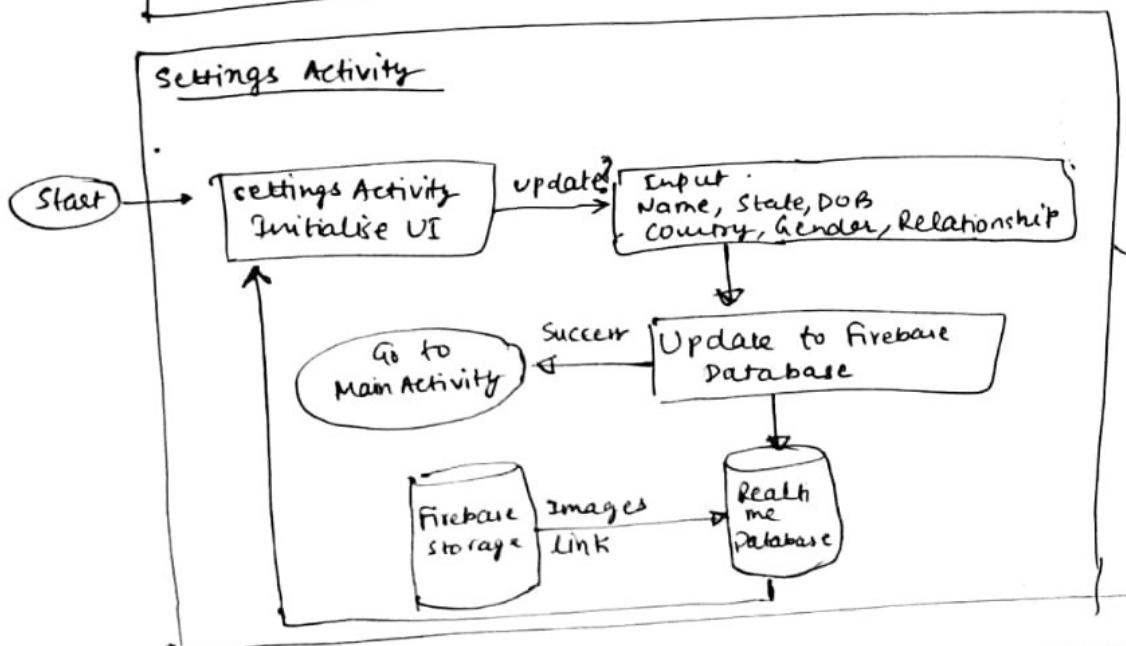 Settings Activity
Start
settings Activity
Initialise UI
update?
Input
Name, State, DOB
Country, Gender, Relationship
Go to
Main Activity
Success
Update to Firebase
Database
Firebase
Storage
Images
Link
Realti
me
Database